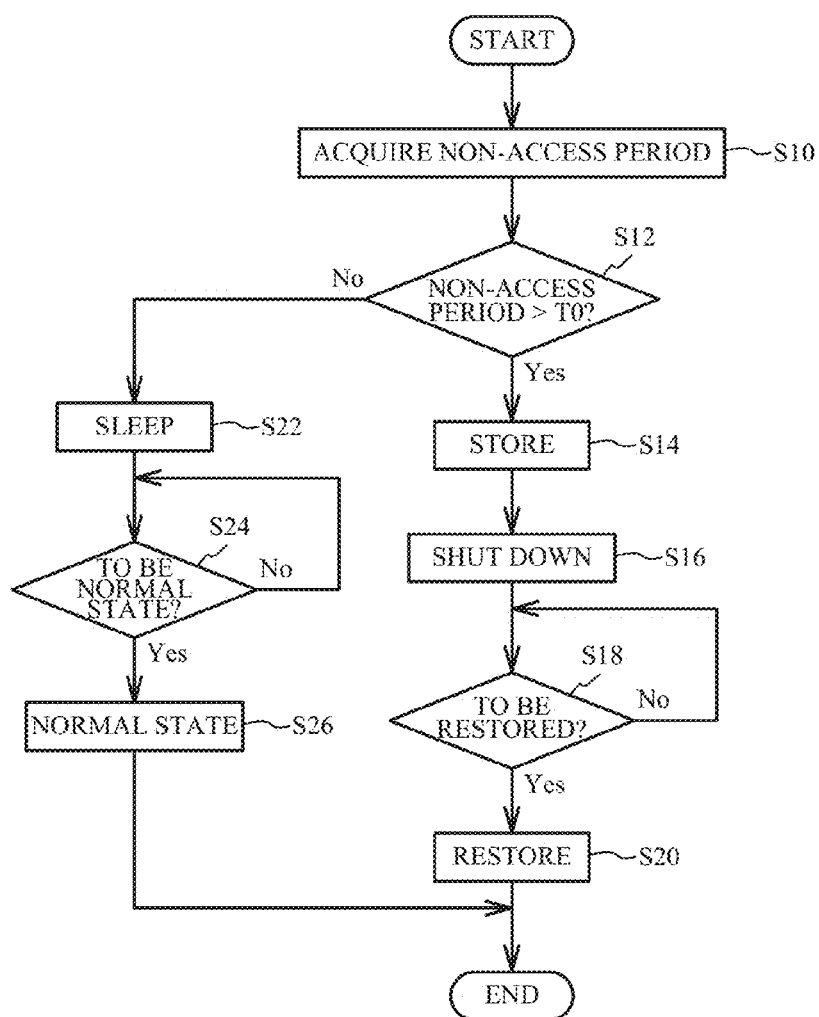 START
ACQUIRE NON-ACCESS PERIOD
S10
S12
NON-ACCESS
PERIOD > T0?
No
Yes
SLEEP
S22
STORE
S14
S24
TO BE
NORMAL
STATE?
No
Yes
SHUT DOWN
S16
S18
TO BE
RESTORED?
No
Yes
NORMAL STATE
S26
RESTORE
S20
END